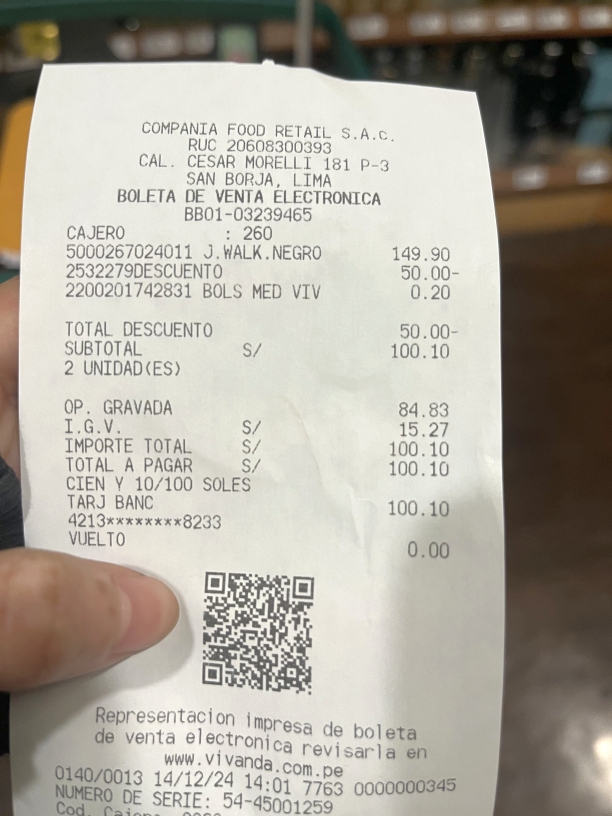 COMPANIA FOOD RETAIL S.A.C.
RUC 20608300393
CAL. CESAR MORELLI 181 P-3
SAN BORJA, LIMA
BOLETA DE VENTA ELECTRONICA
BB01-03239465
CAJERO : 260
5000267024011 J.WALK.NEGRO 149.90
2532279DESCUENTO 50.00-
2200201742831 BOLS MED VIV 0.20
TOTAL DESCUENTO 50.00-
SUBTOTAL S/ 100.10
2 UNIDAD(ES)
OP. GRAVADA 84.83
I.G.V. S/ 15.27
IMPORTE TOTAL S/ 100.10
TOTAL A PAGAR S/ 100.10
CIEN Y 10/100 SOLES
TARJ BANC 100.10
4213********8233
VUELTO 0.00
Representacion impresa de boleta
de venta electronica revisarla en
www.vivanda.com.pe
0140/0013 14/12/24 14:01 7763 0000000345
NUMERO DE SERIE: 54-45001259